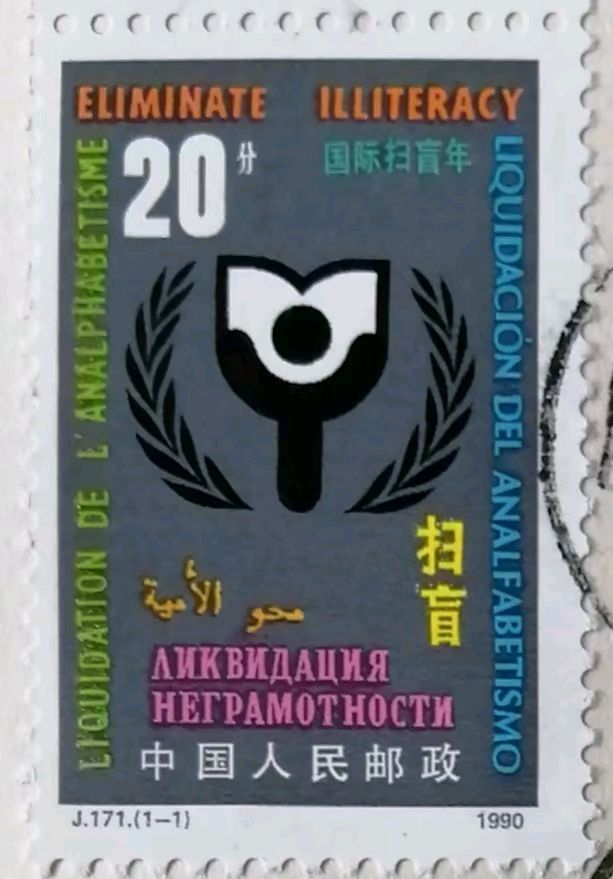 ELIMINATE ILLITERACY
20分
国际扫盲年
LIQUIDATION DE L'ANALPHABETISME
LIQUIDACIÓN DEL ANALFABETISMO
扫盲
محو الأمية
ЛИКВИДАЦИЯ
НЕГРАМОТНОСТИ
中国人民邮政
J.171.(1–1)
1990